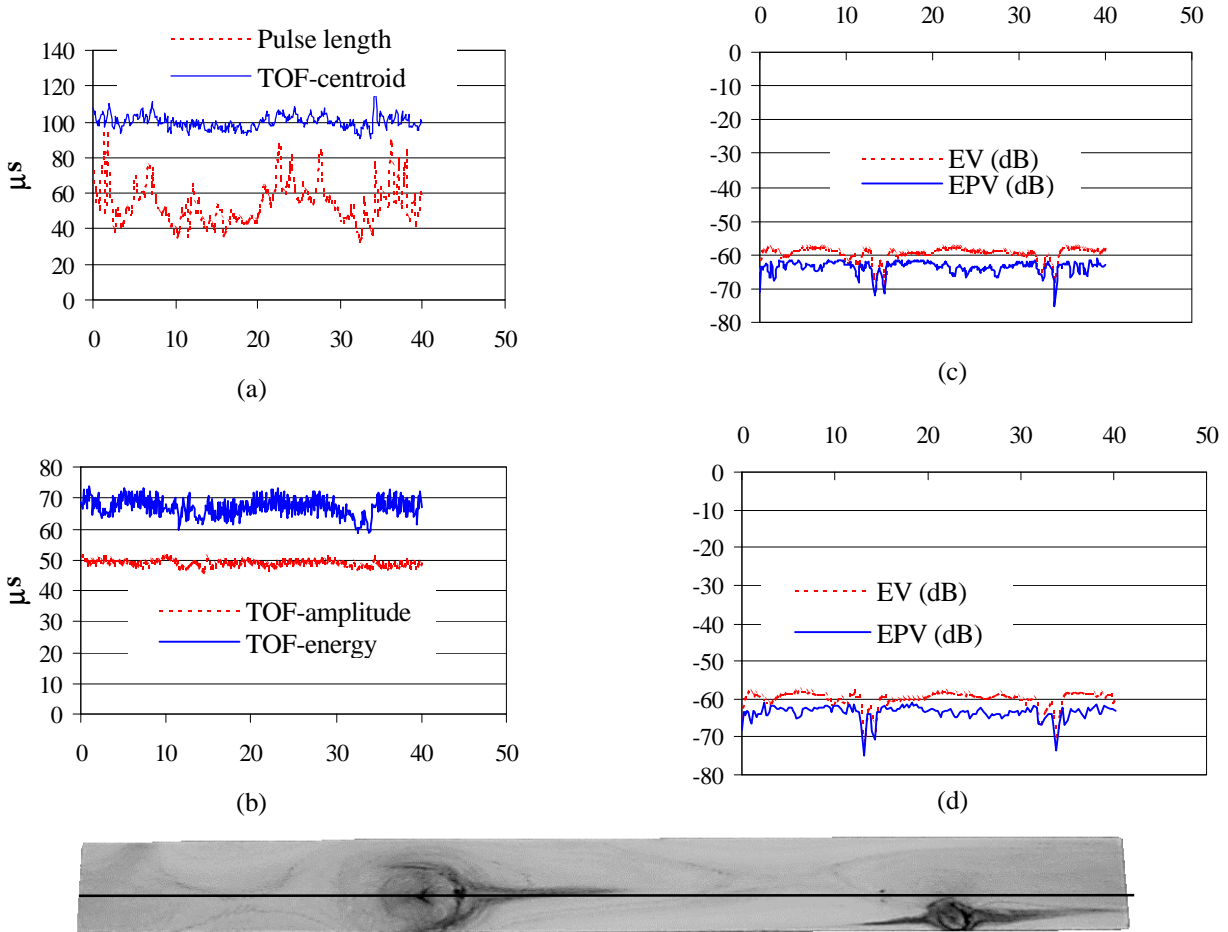 Pulse length
TOF-centroid
μs
140
120
100
80
60
40
20
0
0 10 20 30 40 50
(a)
0 10 20 30 40 50
0
-10
-20
-30
-40
-50
-60
-70
-80
EV (dB)
EPV (dB)
(c)
μs
80
70
60
50
40
30
20
10
0
TOF-amplitude
TOF-energy
0 10 20 30 40 50
(b)
0 10 20 30 40 50
0
-10
-20
-30
-40
-50
-60
-70
-80
EV (dB)
EPV (dB)
(d)